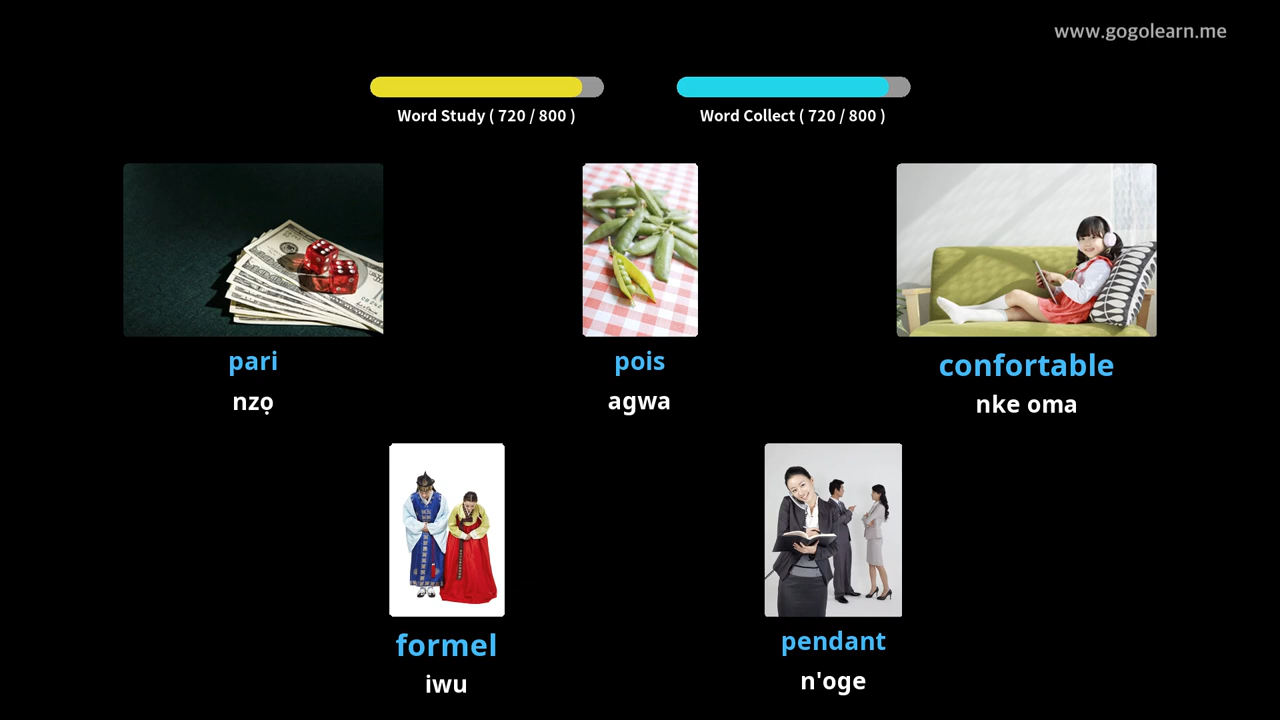 www.gogolearn.me
Word Study ( 720 / 800 )
Word Collect ( 720 / 800 )
pari
nzọ
pois
agwa
confortable
nke oma
formel
iwu
pendant
n'oge